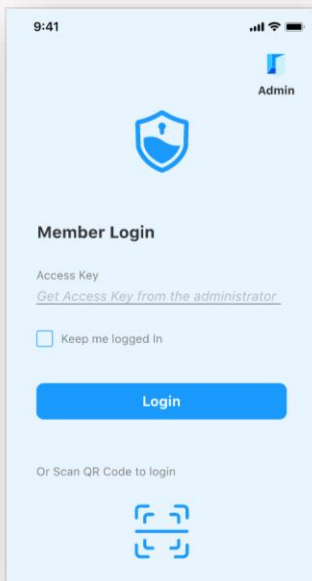 9:41
Admin
Member Login
Access Key
Get Access Key from the administrator
Keep me logged In
Login
Or Scan QR Code to login